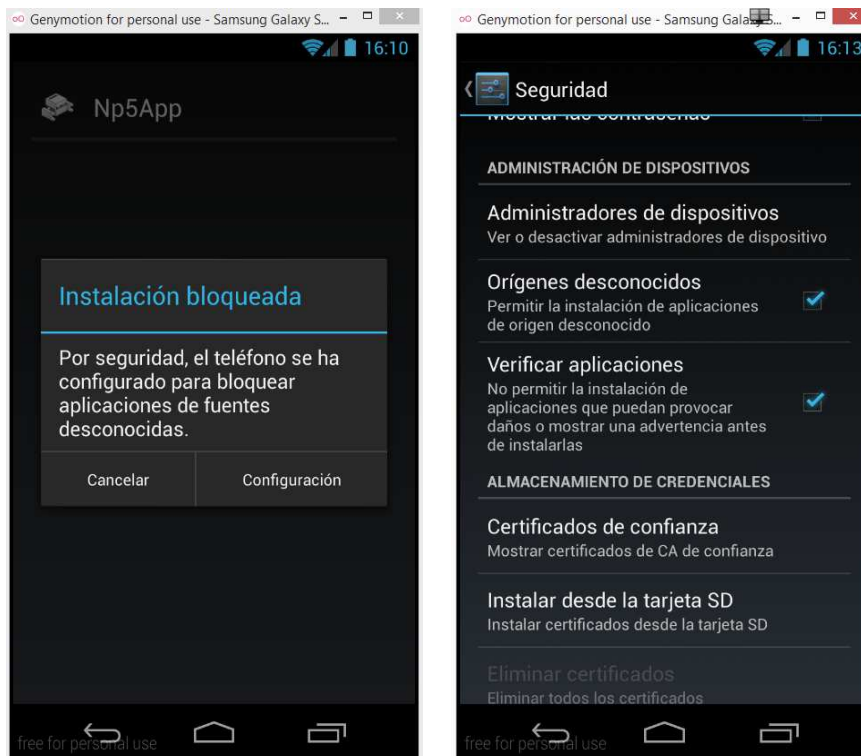 Genymotion for personal use - Samsung Galaxy S...
16:10
Np5App
Instalación bloqueada
Por seguridad, el teléfono se ha
configurado para bloquear
aplicaciones de fuentes
desconocidas.
Cancelar
Configuración
free for personal use
Genymotion for personal use - Samsung Galaxy S...
16:13
Seguridad
Mostrar las contraseñas
ADMINISTRACIÓN DE DISPOSITIVOS
Administradores de dispositivos
Ver o desactivar administradores de dispositivo
Orígenes desconocidos
Permitir la instalación de aplicaciones
de origen desconocido
Verificar aplicaciones
No permitir la instalación de
aplicaciones que puedan provocar
daños o mostrar una advertencia antes
de instalarlas
ALMACENAMIENTO DE CREDENCIALES
Certificados de confianza
Mostrar certificados de CA de confianza
Instalar desde la tarjeta SD
Instalar certificados desde la tarjeta SD
Eliminar certificados
Eliminar todos los certificados
free for personal use